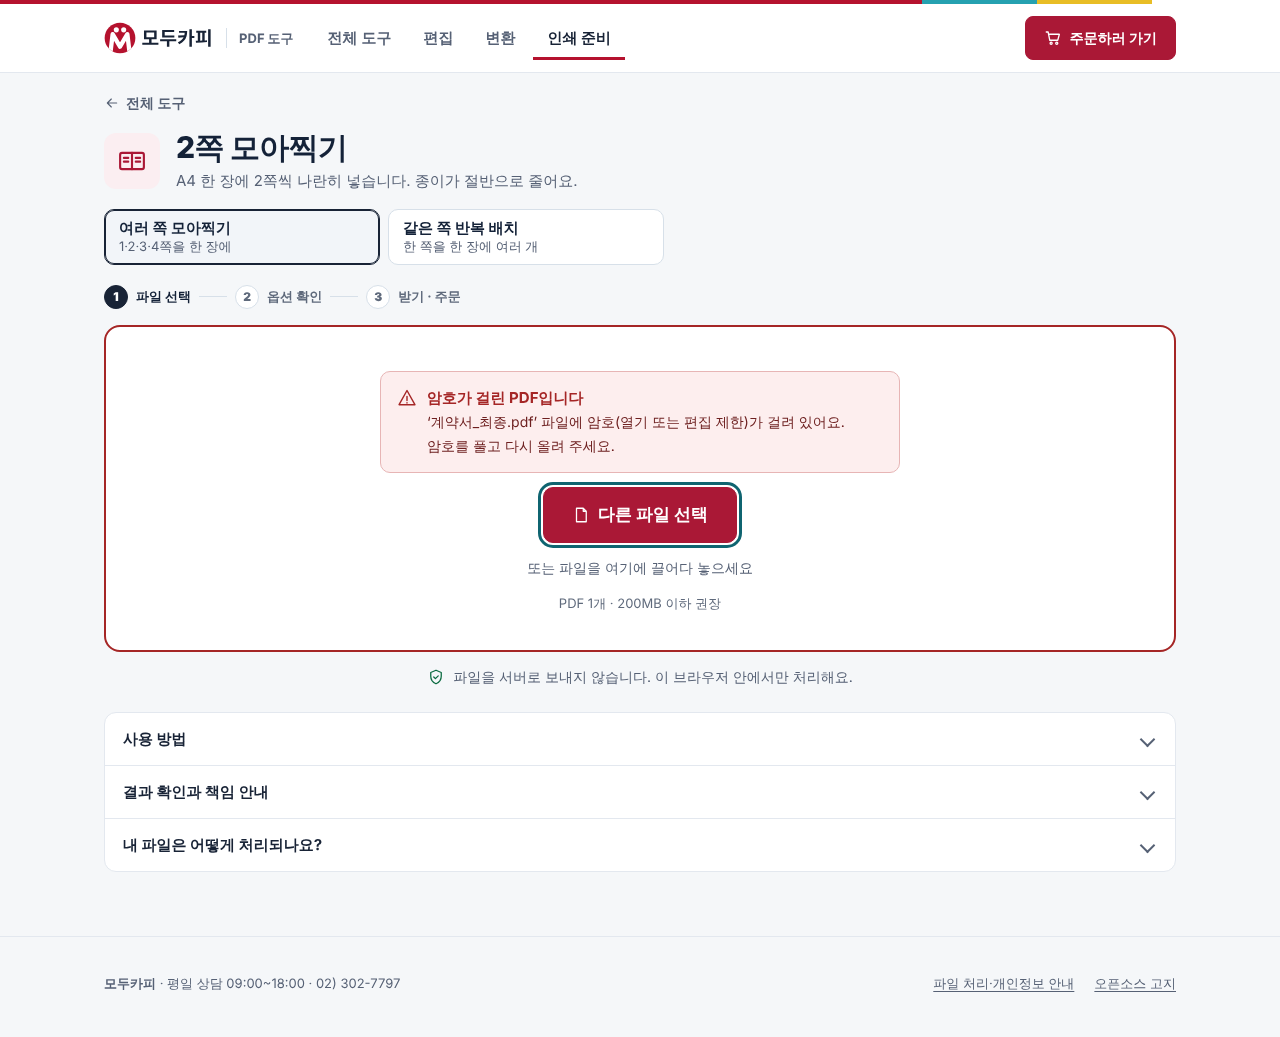 모두카피
PDF 도구
전체 도구
편집
변환
인쇄 준비
주문하러 가기
← 전체 도구
2쪽 모아찍기
A4 한 장에 2쪽씩 나란히 넣습니다. 종이가 절반으로 줄어요.
여러 쪽 모아찍기
1·2·3·4쪽을 한 장에
같은 쪽 반복 배치
한 쪽을 한 장에 여러 개
1 파일 선택
2 옵션 확인
3 받기 · 주문
암호가 걸린 PDF입니다
‘계약서_최종.pdf’ 파일에 암호(열기 또는 편집 제한)가 걸려 있어요.
암호를 풀고 다시 올려 주세요.
다른 파일 선택
또는 파일을 여기에 끌어다 놓으세요
PDF 1개 · 200MB 이하 권장
파일을 서버로 보내지 않습니다. 이 브라우저 안에서만 처리해요.
사용 방법
결과 확인과 책임 안내
내 파일은 어떻게 처리되나요?
모두카피 · 평일 상담 09:00~18:00 · 02) 302-7797
파일 처리·개인정보 안내
오픈소스 고지